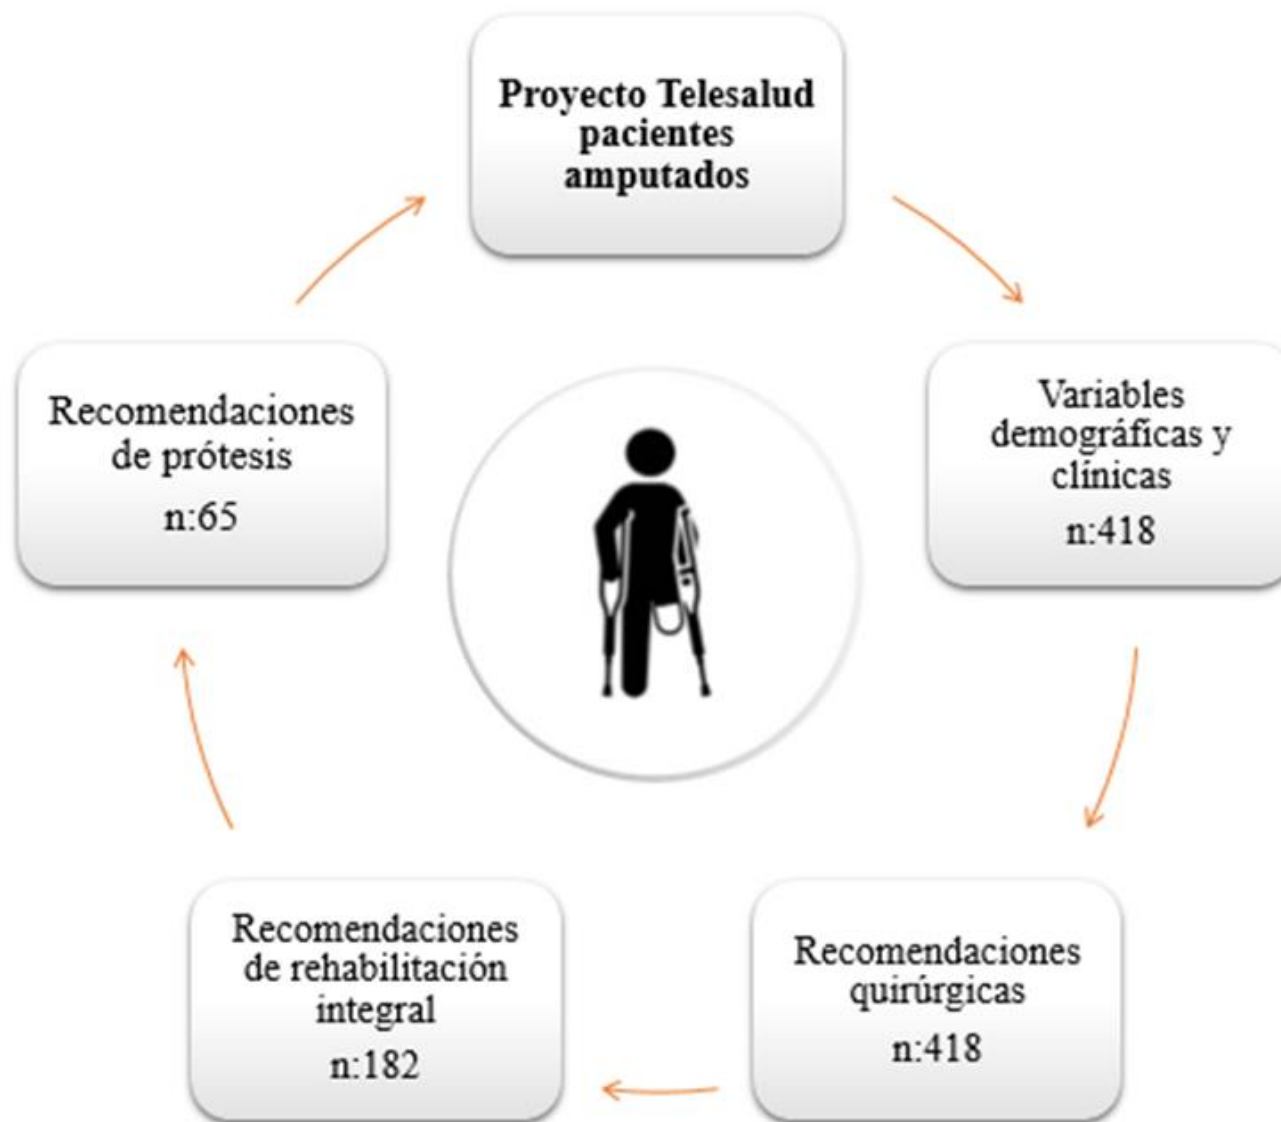 Proyecto Telesalud
pacientes
amputados
Variables
demográficas y
clínicas
n:418
Recomendaciones
quirúrgicas
n:418
Recomendaciones
de rehabilitación
integral
n:182
Recomendaciones
de prótesis
n:65